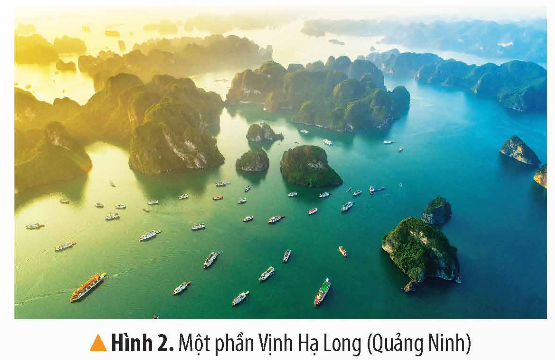 ▲ Hình 2. Một phần Vịnh Hạ Long (Quảng Ninh)